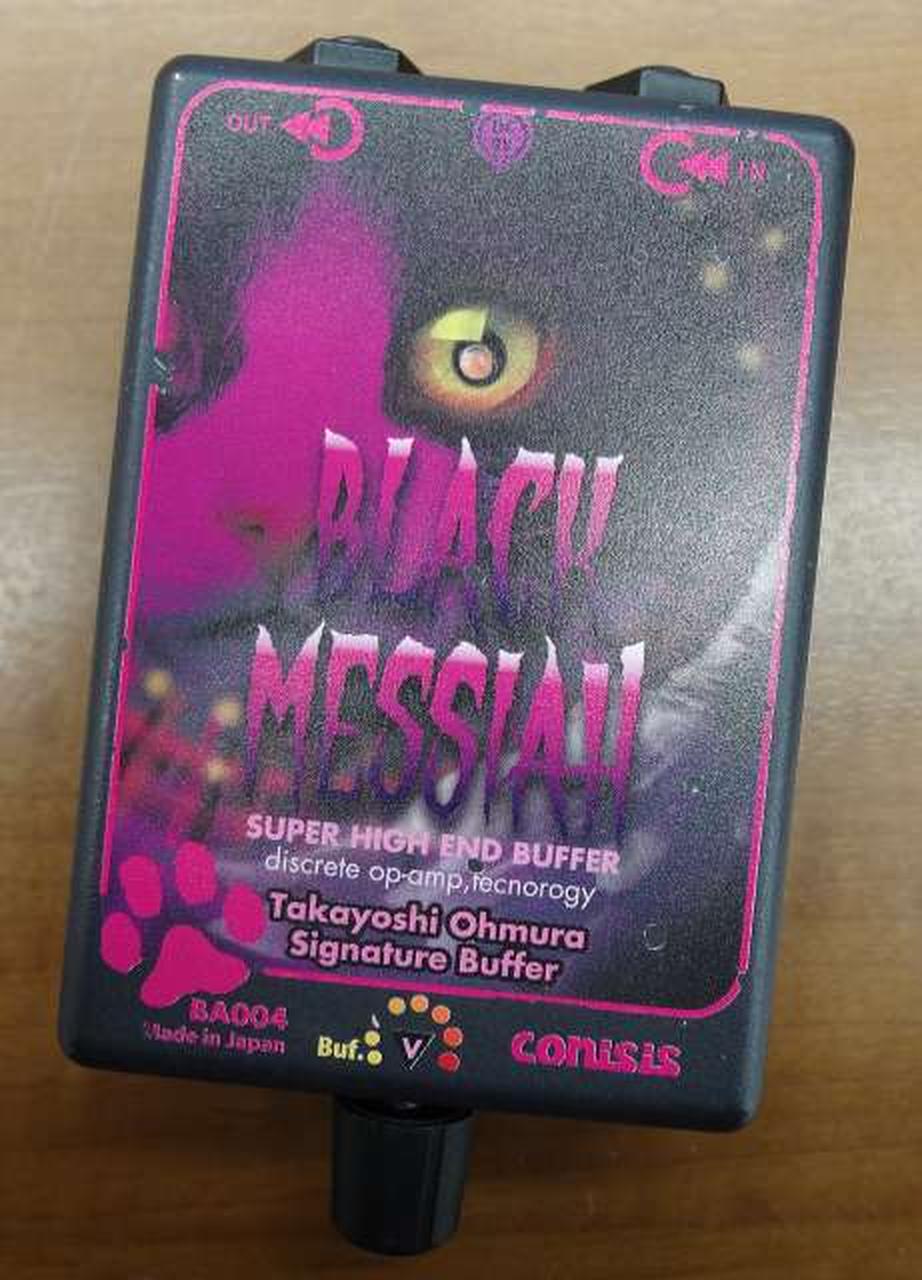 OUT
IN
BLACK
MESSIAH
SUPER HIGH END BUFFER
discrete op-amp,tecnorogy
Takayoshi Ohmura
Signature Buffer
BA004
Made in Japan
Buf.
V
conisis